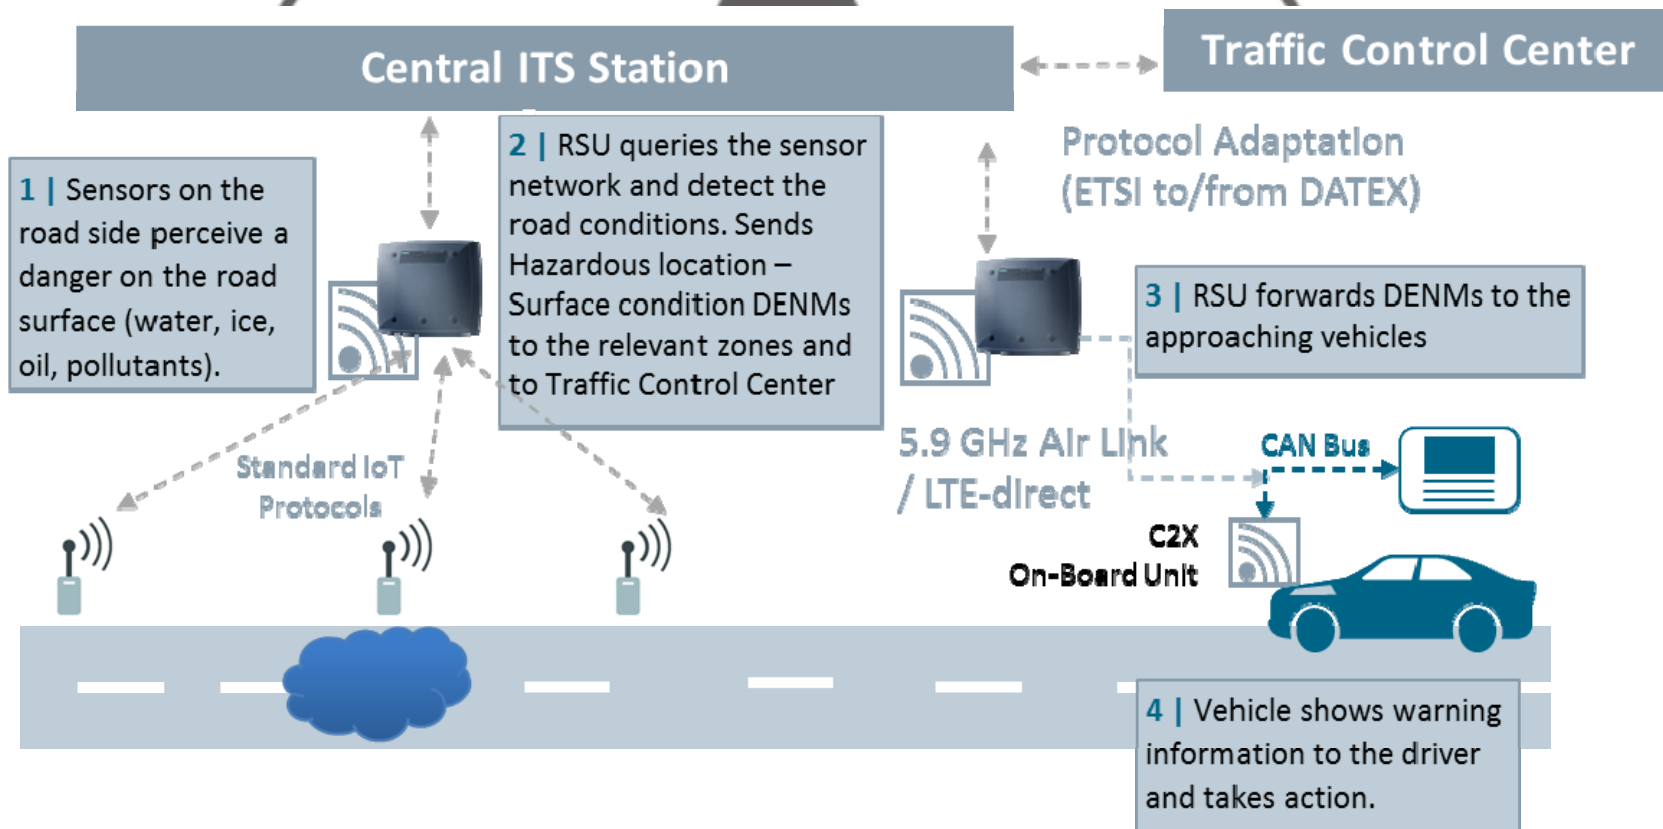 Central ITS Station
Traffic Control Center
1 | Sensors on the
road side perceive a
danger on the road
surface (water, ice,
oil, pollutants).
2 | RSU queries the sensor
network and detect the
road conditions. Sends
Hazardous location –
Surface condition DENMs
to the relevant zones and
to Traffic Control Center
Protocol Adaptation
(ETSI to/from DATEX)
3 | RSU forwards DENMs to the
approaching vehicles
Standard IoT
Protocols
5.9 GHz Air Link
/ LTE-direct
CAN Bus
C2X
On-Board Unit
4 | Vehicle shows warning
information to the driver
and takes action.